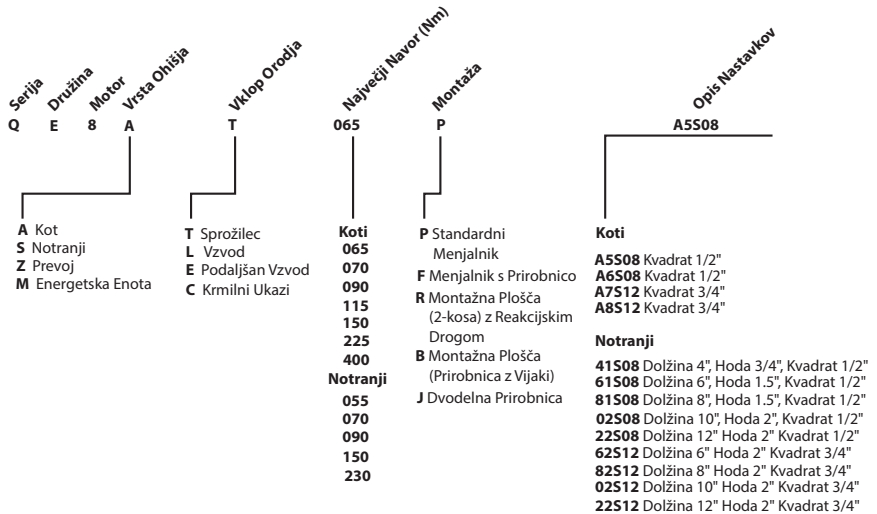 Serija
Družina
Motor
Vrsta Ohišja
Vklop Orodja
Največji Navor (Nm)
Montaža
Opis Nastavkov
Q E 8 A T 065 P A5S08
A Kot
S Notranji
Z Prevoj
M Energetska Enota
T Sprožilec
L Vzvod
E Podaljšan Vzvod
C Krmilni Ukazi
Koti
065
070
090
115
150
225
400
Notranji
055
070
090
150
230
P Standardni
Menjalnik
F Menjalnik s Prirobnico
R Montažna Plošča
(2-kosa) z Reakcijskim
Drogom
B Montažna Plošča
(Prirobnica z Vijaki)
J Dvodelna Prirobnica
Koti
A5S08 Kvadrat 1/2"
A6S08 Kvadrat 1/2"
A7S12 Kvadrat 3/4"
A8S12 Kvadrat 3/4"
Notranji
41S08 Dolžina 4", Hoda 3/4", Kvadrat 1/2"
61S08 Dolžina 6", Hoda 1.5", Kvadrat 1/2"
81S08 Dolžina 8", Hoda 1.5", Kvadrat 1/2"
02S08 Dolžina 10", Hoda 2", Kvadrat 1/2"
22S08 Dolžina 12" Hoda 2" Kvadrat 1/2"
62S12 Dolžina 6" Hoda 2" Kvadrat 3/4"
82S12 Dolžina 8" Hoda 2" Kvadrat 3/4"
02S12 Dolžina 10" Hoda 2" Kvadrat 3/4"
22S12 Dolžina 12" Hoda 2" Kvadrat 3/4"